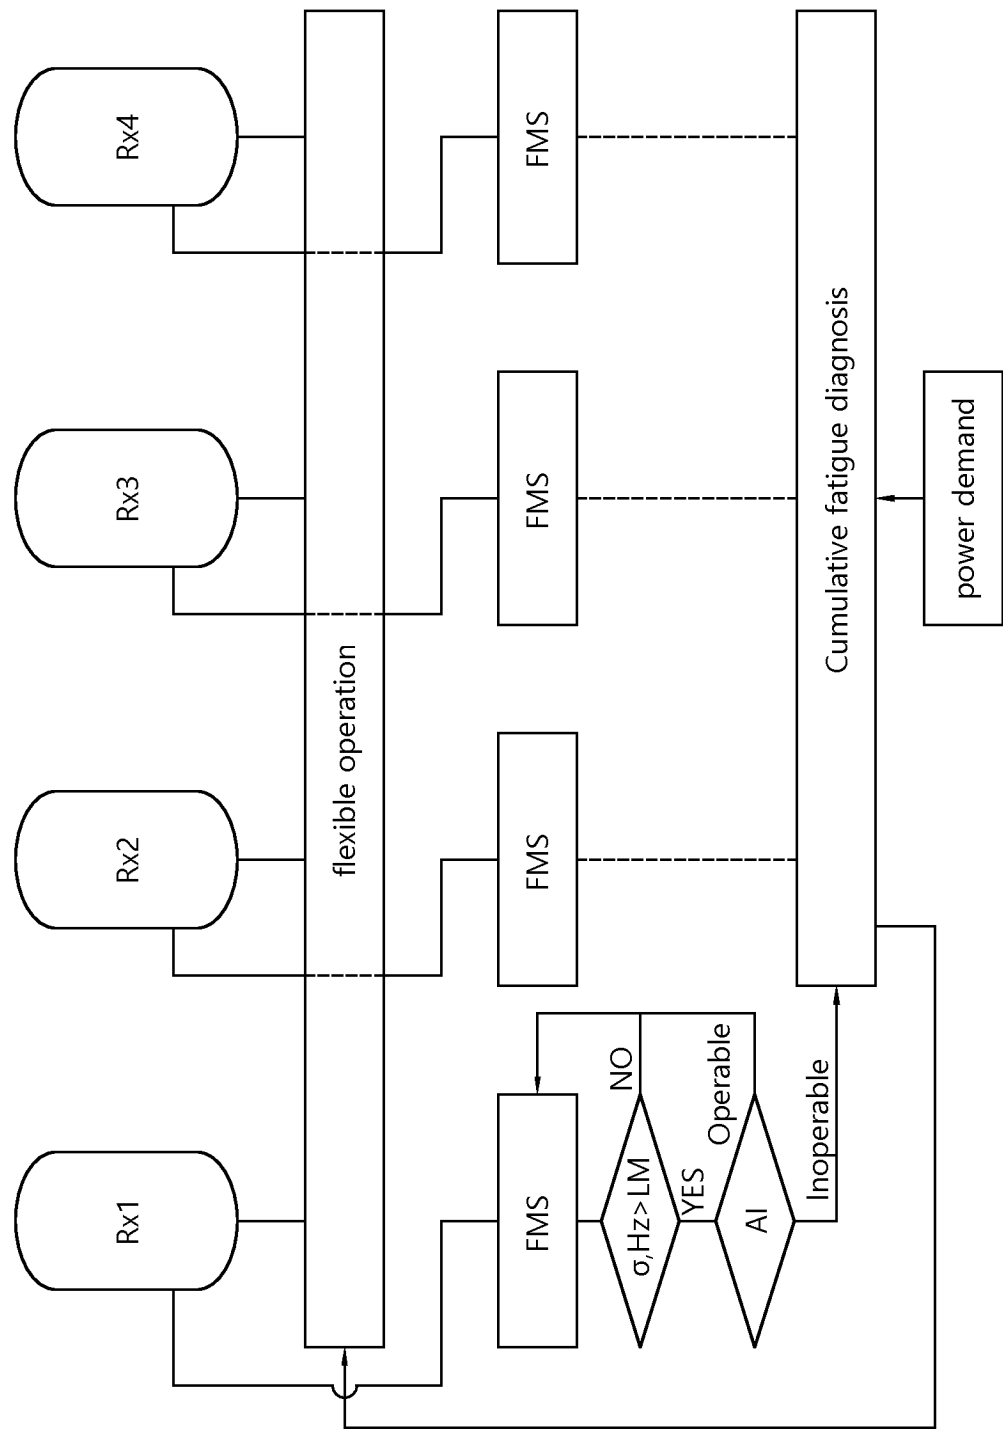 Rx1
Rx2
Rx3
Rx4
flexible operation
FMS
FMS
FMS
FMS
σ,Hz>LM
NO
YES
AI
Operable
Inoperable
Cumulative fatigue diagnosis
power demand